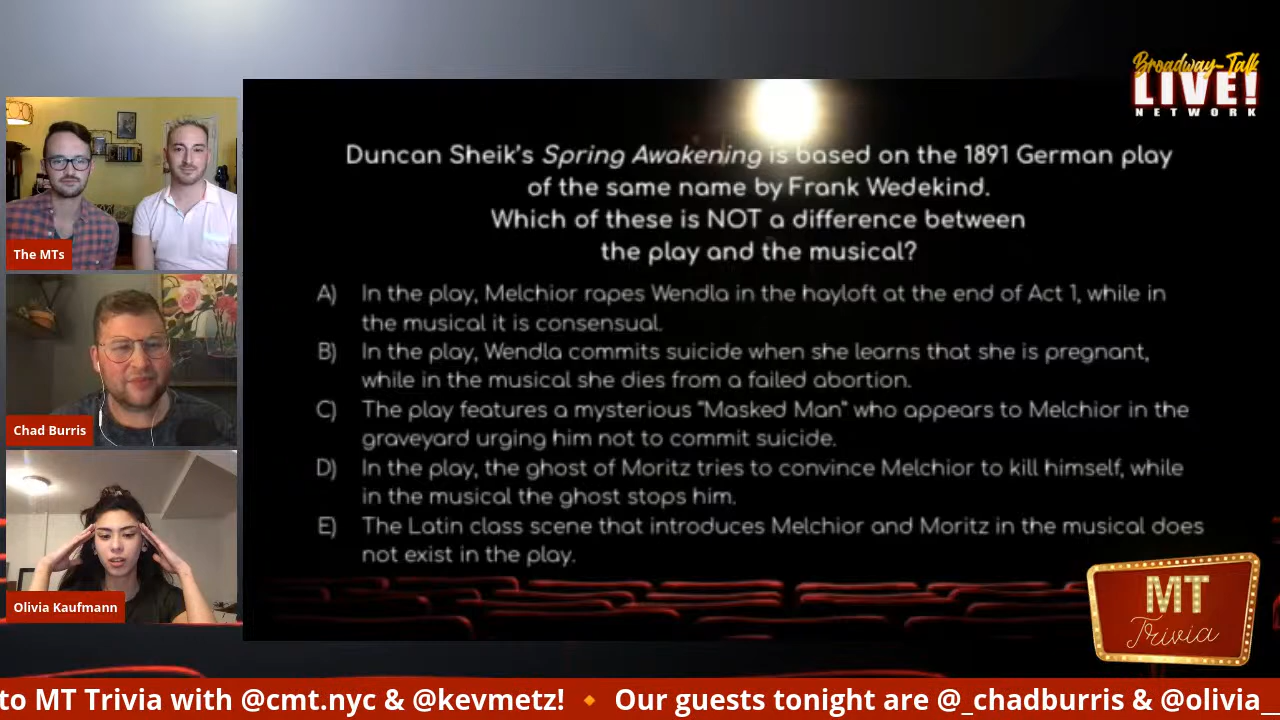 Broadway-Talk
LIVE!
NETWORK
Duncan Sheik's Spring Awakening is based on the 1891 German play
of the same name by Frank Wedekind.
Which of these is NOT a difference between
the play and the musical?
A) In the play, Melchior rapes Wendla in the hayloft at the end of Act 1, while in
the musical it is consensual.
B) In the play, Wendla commits suicide when she learns that she is pregnant,
while in the musical she dies from a failed abortion.
C) The play features a mysterious "Masked Man" who appears to Melchior in the
graveyard urging him not to commit suicide.
D) In the play, the ghost of Moritz tries to convince Melchior to kill himself, while
in the musical the ghost stops him.
E) The Latin class scene that introduces Melchior and Moritz in the musical does
not exist in the play.
The MTs
Chad Burris
Olivia Kaufmann
MT
Trivia
to MT Trivia with @cmt.nyc & @kevmetz! 🔸 Our guests tonight are @_chadburris & @olivia_